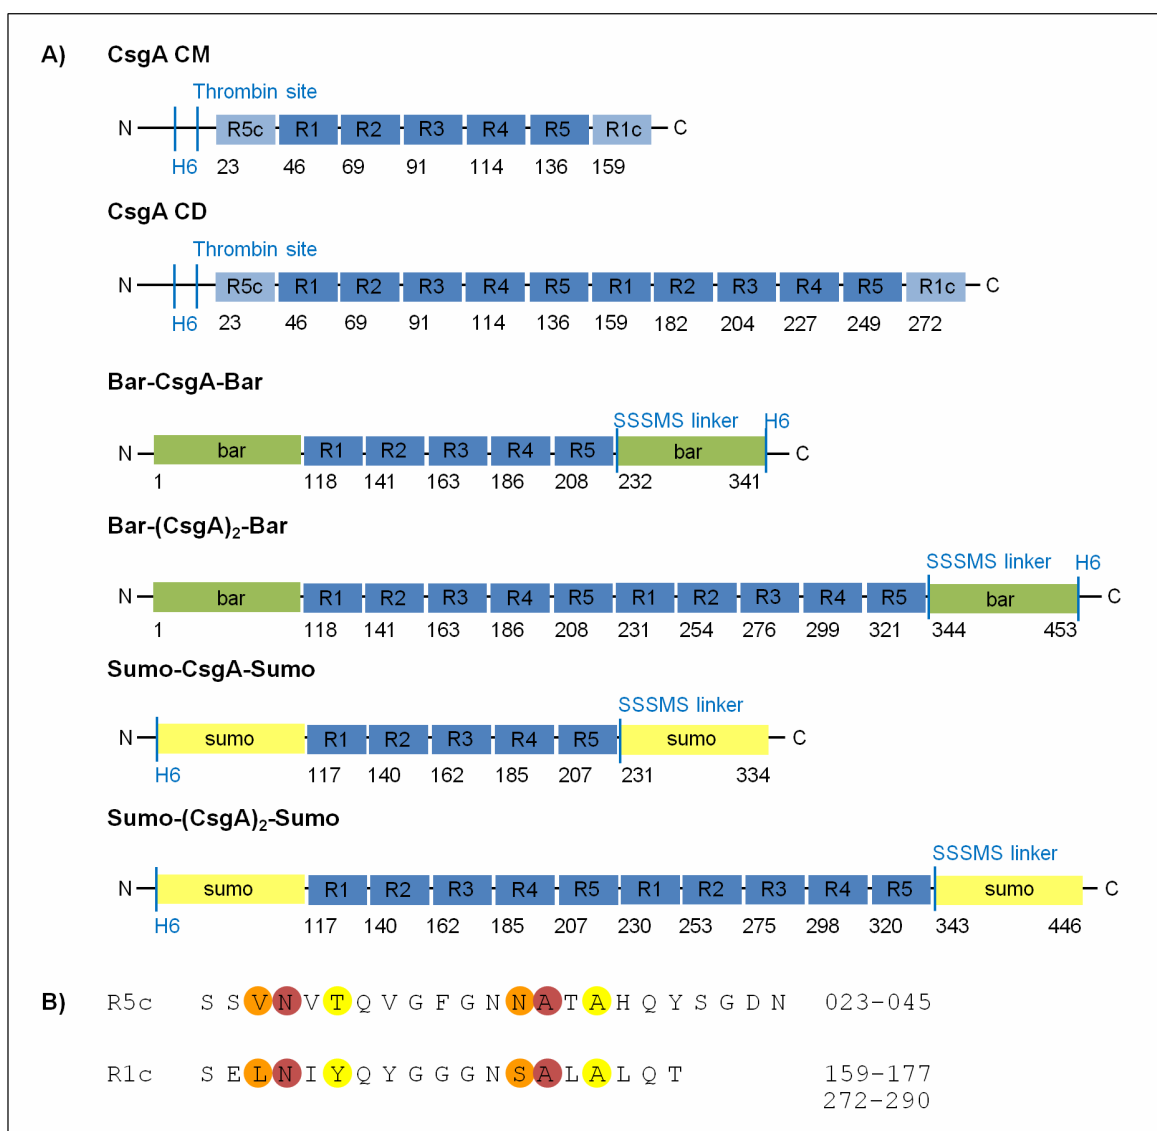 A) CsgA CM
Thrombin site
N R5c R1 R2 R3 R4 R5 R1c C
H6 23 46 69 91 114 136 159
CsgA CD
Thrombin site
N R5c R1 R2 R3 R4 R5 R1 R2 R3 R4 R5 R1c C
H6 23 46 69 91 114 136 159 182 204 227 249 272
Bar-CsgA-Bar
SSSMS linker H6
N bar R1 R2 R3 R4 R5 bar C
1 118 141 163 186 208 232 341
Bar-(CsgA)₂-Bar
SSSMS linker H6
N bar R1 R2 R3 R4 R5 R1 R2 R3 R4 R5 bar C
1 118 141 163 186 208 231 254 276 299 321 344 453
Sumo-CsgA-Sumo
SSSMS linker
N sumo R1 R2 R3 R4 R5 sumo C
H6 117 140 162 185 207 231 334
Sumo-(CsgA)₂-Sumo
SSSMS linker
N sumo R1 R2 R3 R4 R5 R1 R2 R3 R4 R5 sumo C
H6 117 140 162 185 207 230 253 275 298 320 343 446
B) R5c S S V N V T Q V G F G N N A T A H Q Y S G D N 023-045
R1c S E L N I Y Q Y G G G N S A L A L Q T 159-177
272-290